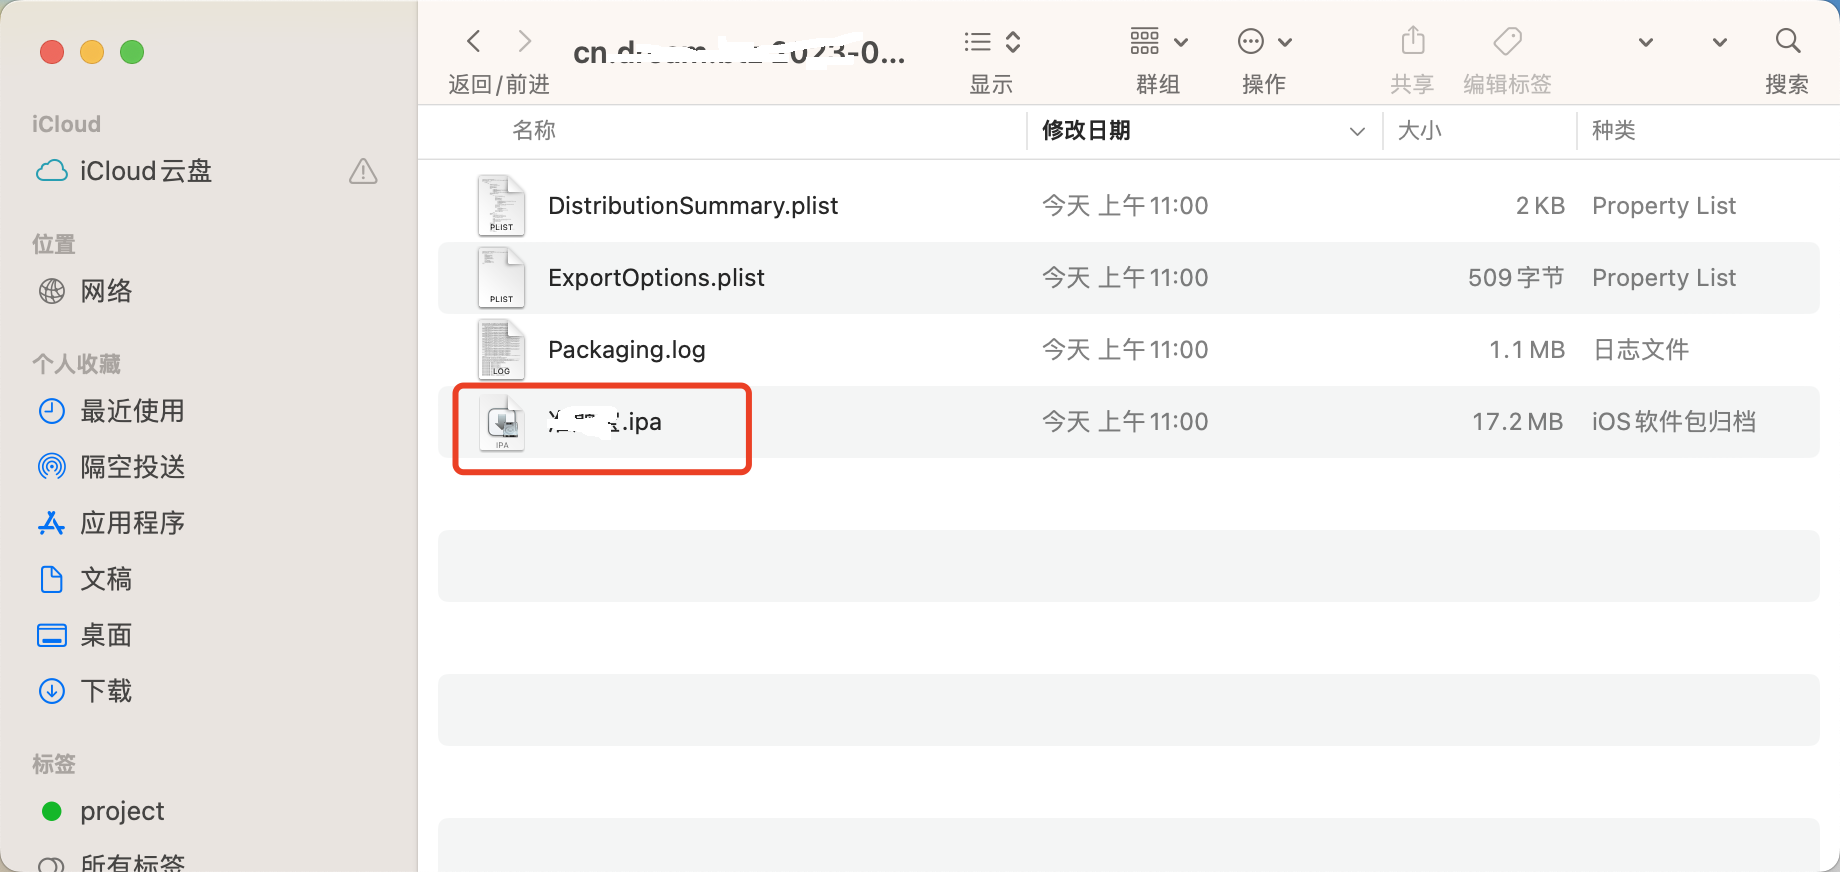 返回/前进
显示
群组
操作
共享
编辑标签
搜索
iCloud
iCloud云盘
位置
网络
个人收藏
最近使用
隔空投送
应用程序
文稿
桌面
下载
标签
project
所有标签
名称 修改日期 大小 种类
PLIST DistributionSummary.plist 今天 上午11:00 2 KB Property List
PLIST ExportOptions.plist 今天 上午11:00 509 字节 Property List
LOG Packaging.log 今天 上午11:00 1.1 MB 日志文件
IPA .ipa 今天 上午11:00 17.2 MB iOS软件包归档